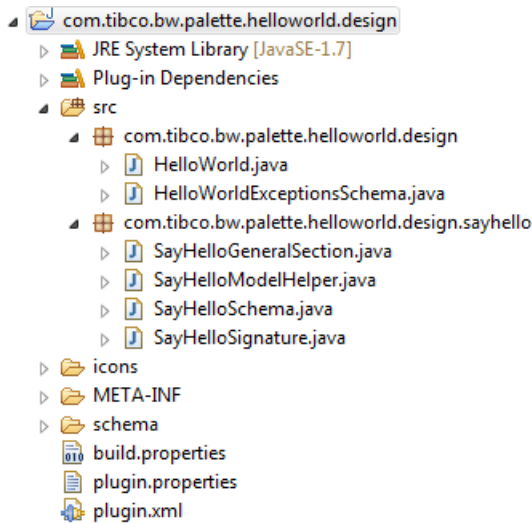 com.tibco.bw.palette.helloworld.design
JRE System Library [JavaSE-1.7]
Plug-in Dependencies
src
com.tibco.bw.palette.helloworld.design
HelloWorld.java
HelloWorldExceptionsSchema.java
com.tibco.bw.palette.helloworld.design.sayhello
SayHelloGeneralSection.java
SayHelloModelHelper.java
SayHelloSchema.java
SayHelloSignature.java
icons
META-INF
schema
build.properties
plugin.properties
plugin.xml